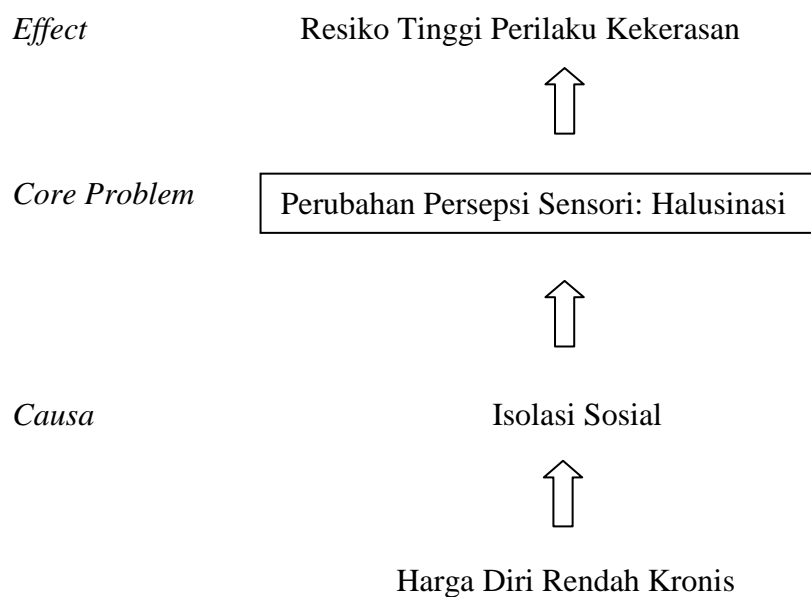 Effect Resiko Tinggi Perilaku Kekerasan
Core Problem Perubahan Persepsi Sensori: Halusinasi
Causa Isolasi Sosial
Harga Diri Rendah Kronis